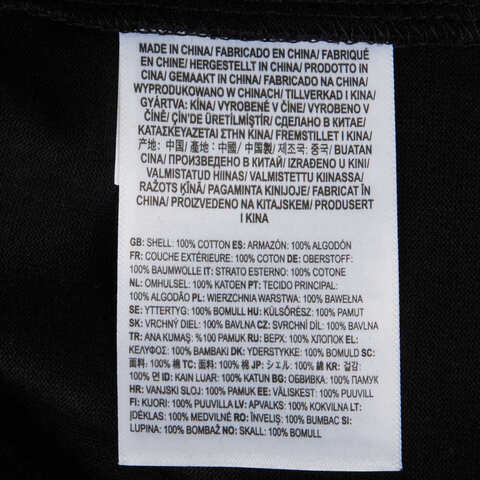 MADE IN CHINA/ FABRICADO EN CHINA/ FABRIQUÉ
EN CHINE/ HERGESTELLT IN CHINA/ PRODOTTO IN
CINA/ GEMAAKT IN CHINA/ FABRICADO NA CHINA/
WYPRODUKOWANO W CHINACH/ TILLVERKAD I KINA/
GYÁRTVA: KÍNA/ VYROBENÉ V ČÍNE/ VYROBENO V
ČÍNĚ/ ÇİN'DE ÜRETİLMİŞTİR/ СДЕЛАНО В КИТАЕ/
ΚΑΤΑΣΚΕΥΑΖΕΤΑΙ ΣΤΗΝ ΚΙΝΑ/ FREMSTILLET I KINA/
产地: 中国/ 產地: 中國/ 中国製/ 제조국: 중국/ BUATAN
CINA/ ПРОИЗВЕДЕНО В КИТАЙ/ IZRAĐENO U KINI/
VALMISTATUD HIINAS/ VALMISTETTU KIINASSA/
RAŽOTS ĶĪNĀ/ PAGAMINTA KINIJOJE/ FABRICAT ÎN
CHINA/ PROIZVEDENO NA KITAJSKEM/ PRODUSERT
I KINA
GB: SHELL: 100% COTTON ES: ARMAZÓN: 100% ALGODÓN
FR: COUCHE EXTÉRIEURE: 100% COTON DE: OBERSTOFF:
100% BAUMWOLLE IT: STRATO ESTERNO: 100% COTONE
NL: OMHULSEL: 100% KATOEN PT: TECIDO PRINCIPAL:
100% ALGODÃO PL: WIERZCHNIA WARSTWA: 100% BAWEŁNA
SE: YTTERTYG: 100% BOMULL HU: KÜLSŐRÉSZ: 100% PAMUT
SK: VRCHNÝ DIEL: 100% BAVLNA CZ: SVRCHNÍ DÍL: 100% BAVLNA
TR: ANA KUMAŞ: %100 PAMUK RU: ВЕРХ: 100% ХЛОПОК EL:
ΚΕΛΥΦΟΣ: 100% ΒΑΜΒΑΚΙ DK: YDERSTYKKE: 100% BOMULD SC:
面料: 100% 棉 TC: 面料: 100% 棉 JP: シェル: 綿 100% KR: 겉감:
100% 면 ID: KAIN LUAR: 100% KATUN BG: ОБВИВКА: 100% ПАМУК
HR: VANJSKI SLOJ: 100% PAMUK EE: VÄLISKEST: 100% PUUVILL
FI: KUORI: 100% PUUVILLA LV: APVALKS: 100% KOKVILNA LT:
ĮDĖKLAS: 100% MEDVILNĖ RO: ÎNVELIȘ: 100% BUMBAC SI:
LUPINA: 100% BOMBAŽ NO: SKALL: 100% BOMULL